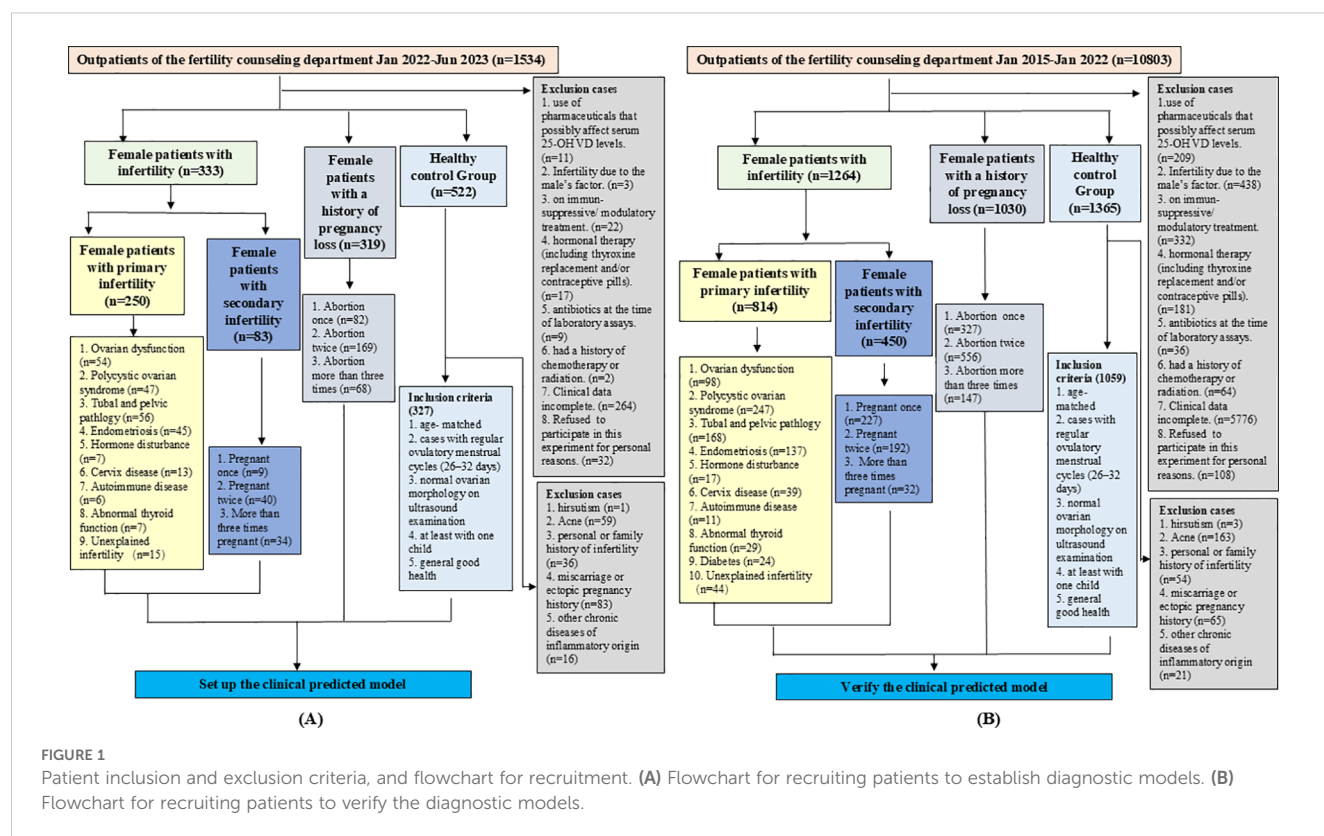 Outpatients of the fertility counseling department Jan 2022-Jun 2023 (n=1534)
Exclusion cases
1. use of
pharmaceuticals that
possibly affect serum
25-OH VD levels.
(n=11)
2. Infertility due to the
male's factor. (n=3)
3. on immun-
suppressive/ modulatory
treatment. (n=22)
4. hormonal therapy
(including thyroxine
replacement and/or
contraceptive pills).
(n=17)
5. antibiotics at the time
of laboratory assays.
(n=9)
6. had a history of
chemotherapy or
radiation. (n=2)
7. Clinical data
incomplete. (n=264)
8. Refused to
participate in this
experiment for personal
reasons. (n=32)
Female patients with
infertility (n=333)
Female
patients
with a
history of
pregnancy
loss (n=319)
Healthy
control Group
(n=522)
Female patients
with primary
infertility
(n=250)
Female
patients
with
secondary
infertility
(n=83)
1. Ovarian dysfunction
(n=54)
2. Polycystic ovarian
syndrome (n=47)
3. Tubal and pelvic
pathlogy (n=56)
4. Endometriosis (n=45)
5. Hormone disturbance
(n=7)
6. Cervix disease (n=13)
7. Autoimmune disease
(n=6)
8. Abnormal thyroid
function (n=7)
9. Unexplained
infertility (n=15)
1. Pregnant
once (n=9)
2. Pregnant
twice (n=40)
3. More than
three times
pregnant (n=34)
1. Abortion
once (n=82)
2. Abortion
twice (n=169)
3. Abortion
more than three
times (n=68)
Inclusion criteria
(327)
1. age- matched
2. cases with regular
ovulatory menstrual
cycles (26–32 days)
3. normal ovarian
morphology on
ultrasound
examination
4. at least with one
child
5. general good
health
Exclusion cases
1. hirsutism (n=1)
2. Acne (n=59)
3. personal or family
history of infertility
(n=36)
4. miscarriage or
ectopic pregnancy
history (n=83)
5. other chronic
diseases of
inflammatory origin
(n=16)
Set up the clinical predicted model
(A)
Outpatients of the fertility counseling department Jan 2015-Jan 2022 (n=10803)
Exclusion cases
1.use of
pharmaceuticals that
possibly affect serum
25-OH VD levels.
(n=209)
2. Infertility due to the
male's factor. (n=438)
3. on immun-
suppressive/
modulatory treatment.
(n=332)
4. hormonal therapy
(including thyroxine
replacement and/or
contraceptive pills).
(n=181)
5. antibiotics at the time
of laboratory assays.
(n=36)
6. had a history of
chemotherapy or
radiation. (n=64)
7. Clinical data
incomplete. (n=5776)
8. Refused to
participate in this
experiment for personal
reasons. (n=108)
Female patients with
infertility (n=1264)
Female patients
with a history
of pregnancy
loss (n=1030)
Healthy
control Group
(n=1365)
Female patients with
primary infertility
(n=814)
Female
patients with
secondary
infertility
(n=450)
1. Ovarian dysfunction
(n=98)
2. Polycystic ovarian
syndrome (n=247)
3. Tubal and pelvic pathlogy
(n=168)
4. Endometriosis (n=137)
5. Hormone disturbance
(n=17)
6. Cervix disease (n=39)
7. Autoimmune disease
(n=11)
8. Abnormal thyroid
function (n=29)
9. Diabetes (n=24)
10. Unexplained infertility
(n=44)
1. Pregnant once
(n=227)
2. Pregnant
twice (n=192)
3. More than
three times
pregnant (n=32)
1. Abortion once
(n=327)
2. Abortion twice
(n=556)
3. Abortion more
than three times
(n=147)
Inclusion
criteria (1059)
1. age-
matched
2. cases with
regular
ovulatory
menstrual
cycles (26–32
days)
3. normal
ovarian
morphology on
ultrasound
examination
4. at least with
one child
5. general
good health
Exclusion cases
1. hirsutism (n=3)
2. Acne (n=163)
3. personal or family
history of infertility
(n=54)
4. miscarriage or
ectopic pregnancy
history (n=65)
5. other chronic
diseases of
inflammatory origin
(n=21)
Verify the clinical predicted model
(B)
FIGURE 1
Patient inclusion and exclusion criteria, and flowchart for recruitment. (A) Flowchart for recruiting patients to establish diagnostic models. (B)
Flowchart for recruiting patients to verify the diagnostic models.